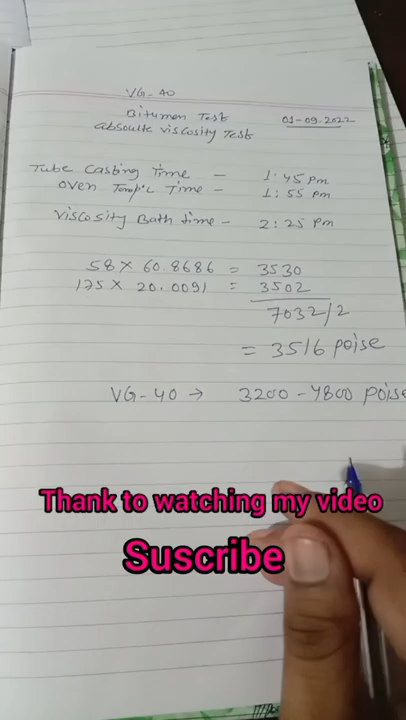 VG-40
Bitumen Test
01-09-2022
absoulte viscosity Test
Tube Casting Time - 1:45 pm
oven Temp'c Time - 1:55 pm
Viscosity Bath time - 2:25 pm
58 × 60.8686 = 3530
175 × 20.0091 = 3502
7032/2
= 3516 poise
VG-40 → 3200-4800 poise
Thank to watching my video
Suscribe